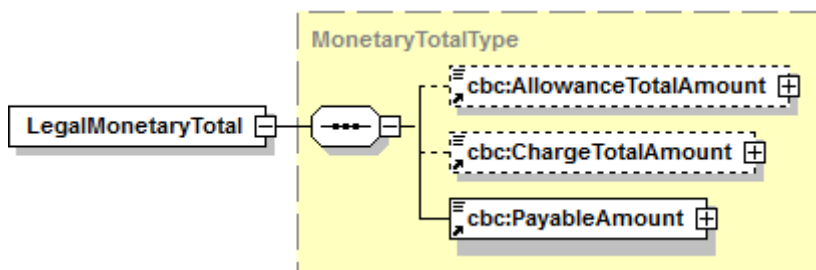 MonetaryTotalType
cbc:AllowanceTotalAmount
LegalMonetaryTotal
cbc:ChargeTotalAmount
cbc:PayableAmount